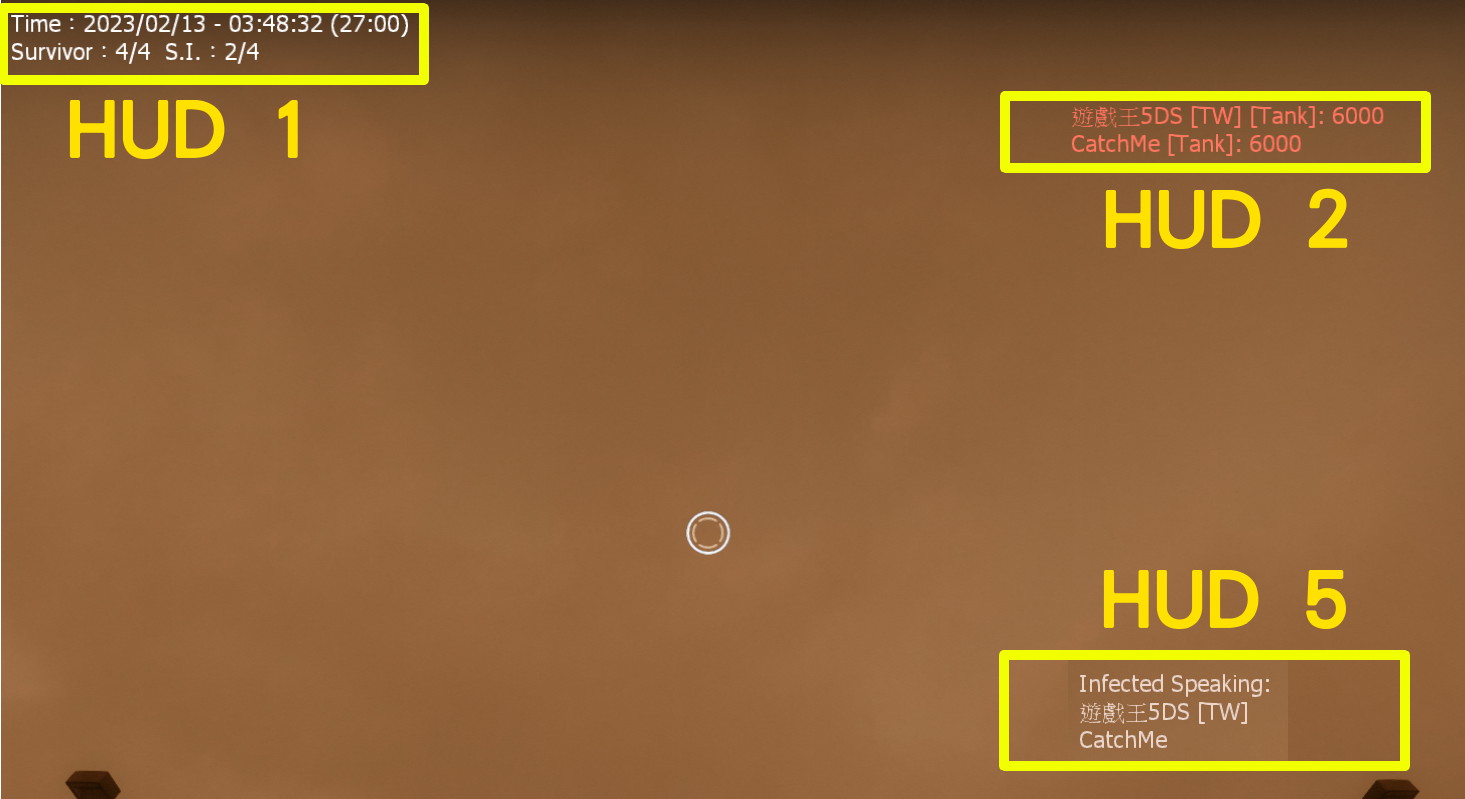 Time : 2023/02/13 - 03:48:32 (27:00)
Survivor : 4/4 S.I. : 2/4
HUD 1
遊戲王5DS [TW] [Tank]: 6000
CatchMe [Tank]: 6000
HUD 2
HUD 5
Infected Speaking:
遊戲王5DS [TW]
CatchMe